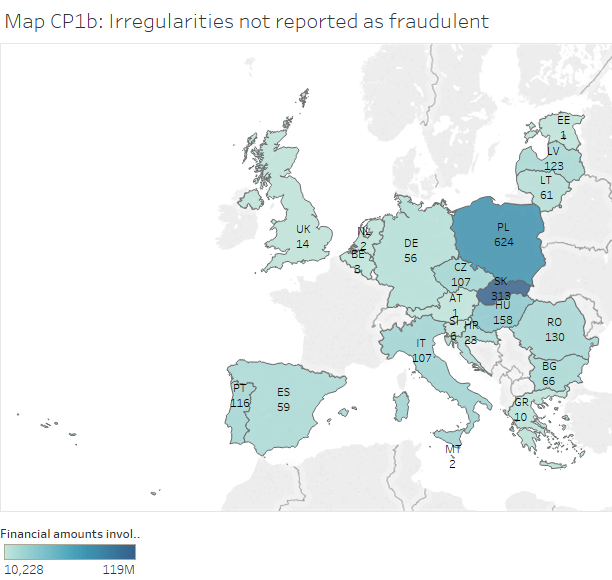 Map CP1b: Irregularities not reported as fraudulent
EE
1
LV
123
LT
61
UK
14
NL
2
BE
3
DE
56
PL
624
CZ
107
SK
313
AT
1
HU
158
SI
6
HR
23
RO
130
IT
107
BG
66
PT
116
ES
59
GR
10
MT
2
Financial amounts invol..
10,228 119M